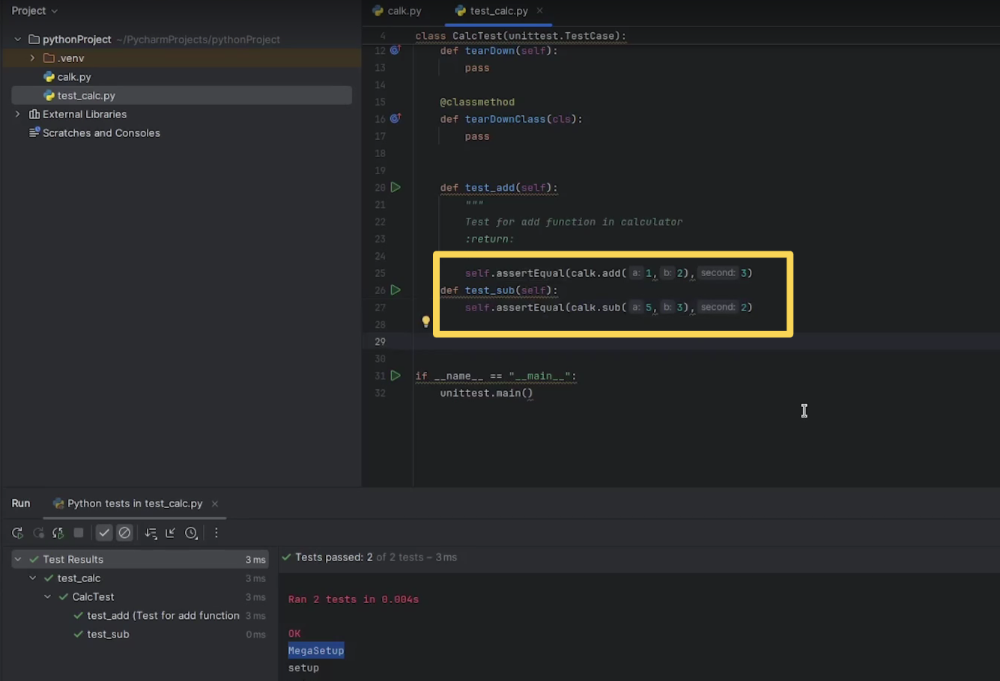 Project
calk.py
test_calc.py
pythonProject ~/PycharmProjects/pythonProject
.venv
calk.py
test_calc.py
External Libraries
Scratches and Consoles
4 class CalcTest(unittest.TestCase):
12 def tearDown(self):
13 pass
14
15 @classmethod
16 def tearDownClass(cls):
17 pass
18
19
20 def test_add(self):
21 """
22 Test for add function in calculator
23 :return:
24
25 self.assertEqual(calk.add( a: 1, b: 2), second: 3)
26 def test_sub(self):
27 self.assertEqual(calk.sub( a: 5, b: 3), second: 2)
28
29
30
31 if __name__ == "__main__":
32 unittest.main()
Run
Python tests in test_calc.py
Test Results 3 ms
test_calc 3 ms
CalcTest 3 ms
test_add (Test for add function 3 ms
test_sub 0 ms
Tests passed: 2 of 2 tests – 3 ms
Ran 2 tests in 0.004s
OK
MegaSetup
setup